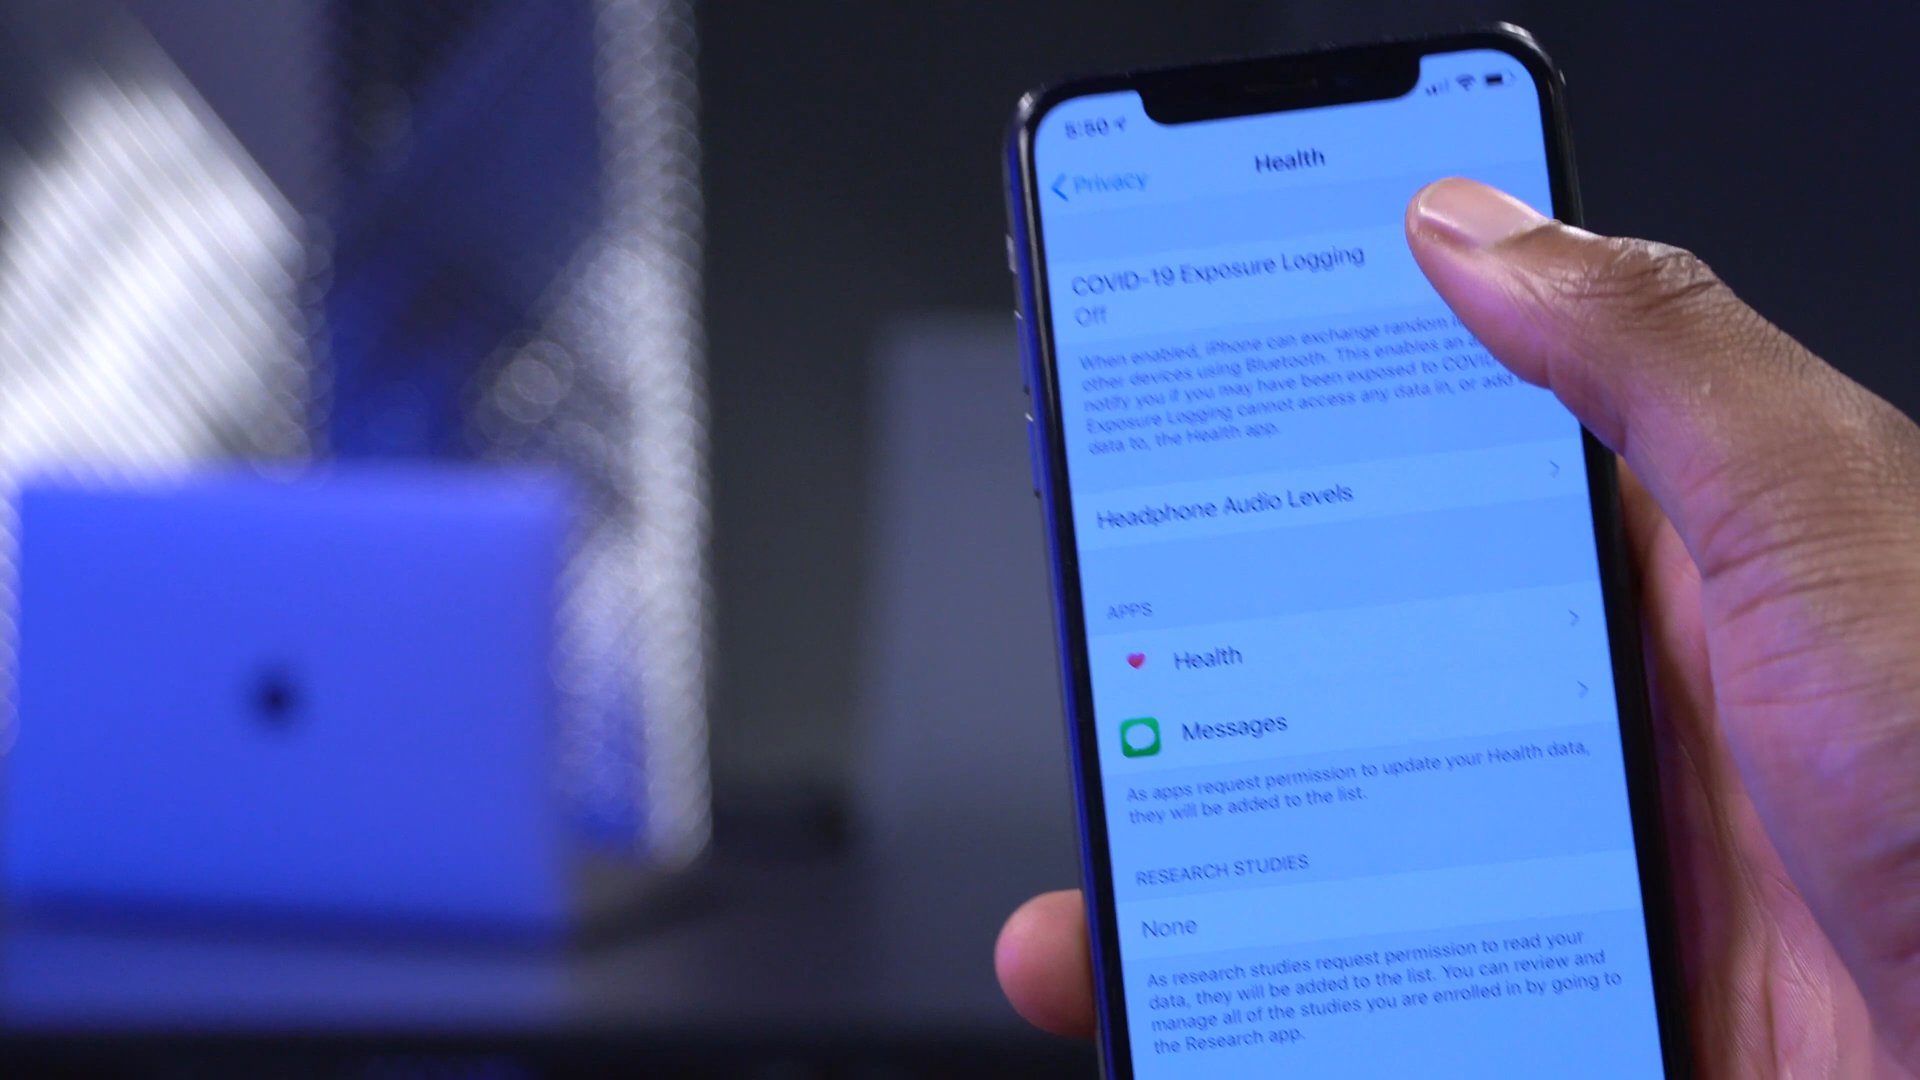 5:50
Privacy
Health
COVID-19 Exposure Logging
Off
When enabled, iPhone can exchange random
other devices using Bluetooth. This enables an
notify you if you may have been exposed to COVID
Exposure Logging cannot access any data in, or add
data to, the Health app.
Headphone Audio Levels
APPS
Health
Messages
As apps request permission to update your Health data,
they will be added to the list.
RESEARCH STUDIES
None
As research studies request permission to read your
data, they will be added to the list. You can review and
manage all of the studies you are enrolled in by going to
the Research app.